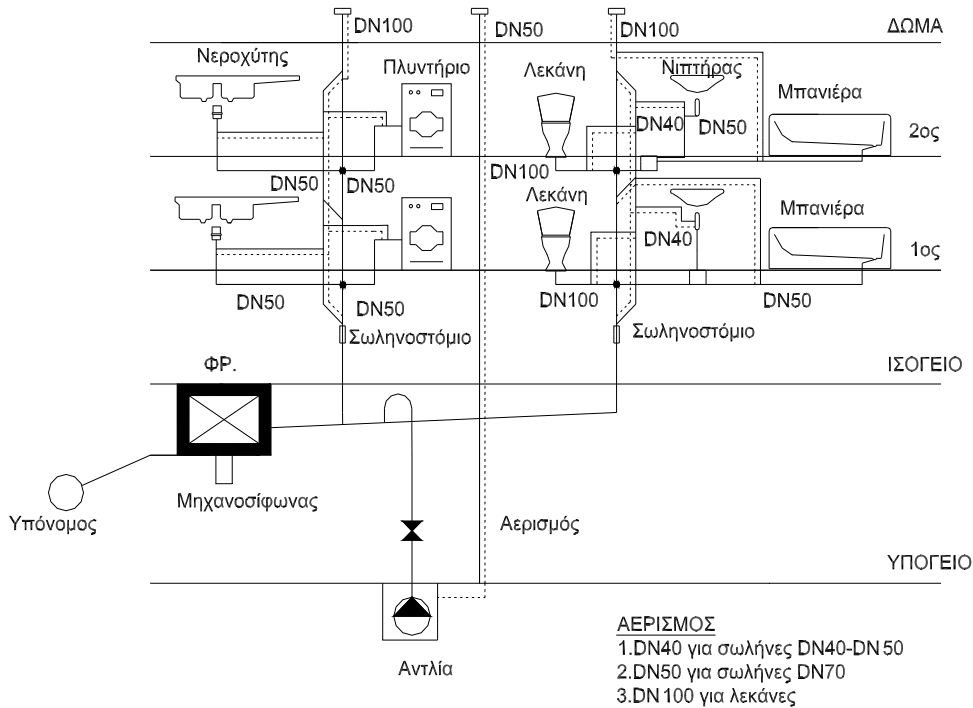 DN100
DN50
DN100
ΔΩΜΑ
Νεροχύτης
Πλυντήριο
Λεκάνη
Νιπτήρας
Μπανιέρα
DN40
DN50
2ος
DN50
DN50
DN100
Λεκάνη
Μπανιέρα
DN40
1ος
DN50
DN50
DN100
DN50
Σωληνοστόμιο
Σωληνοστόμιο
ΦΡ.
ΙΣΟΓΕΙΟ
Μηχανοσίφωνας
Υπόνομος
Αερισμός
ΥΠΟΓΕΙΟ
Αντλία
ΑΕΡΙΣΜΟΣ
1.DN40 για σωλήνες DN40-DN50
2.DN50 για σωλήνες DN70
3.DN100 για λεκάνες